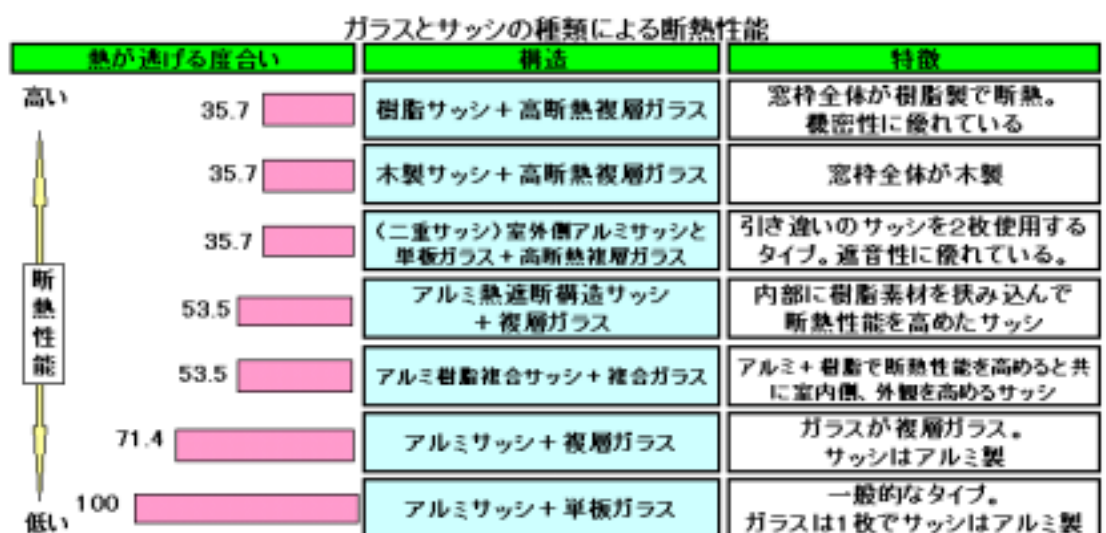 ガラスとサッシの種類による断熱性能
熱が逃げる度合い
構造
特徴
高い
35.7
樹脂サッシ+高断熱複層ガラス
窓枠全体が樹脂製で断熱。
機密性に優れている
35.7
木製サッシ+高断熱複層ガラス
窓枠全体が木製
35.7
(二重サッシ)室外側アルミサッシと
単板ガラス+高断熱複層ガラス
引き違いのサッシを2枚使用する
タイプ。遮音性に優れている。
断熱性能
53.5
アルミ熱遮断構造サッシ
+複層ガラス
内部に樹脂素材を挟み込んで
断熱性能を高めたサッシ
53.5
アルミ樹脂複合サッシ+複合ガラス
アルミ+樹脂で断熱性能を高めると共
に室内側、外観を高めるサッシ
71.4
アルミサッシ+複層ガラス
ガラスが複層ガラス。
サッシはアルミ製
100
アルミサッシ+単板ガラス
一般的なタイプ。
ガラスは1枚でサッシはアルミ製
低い